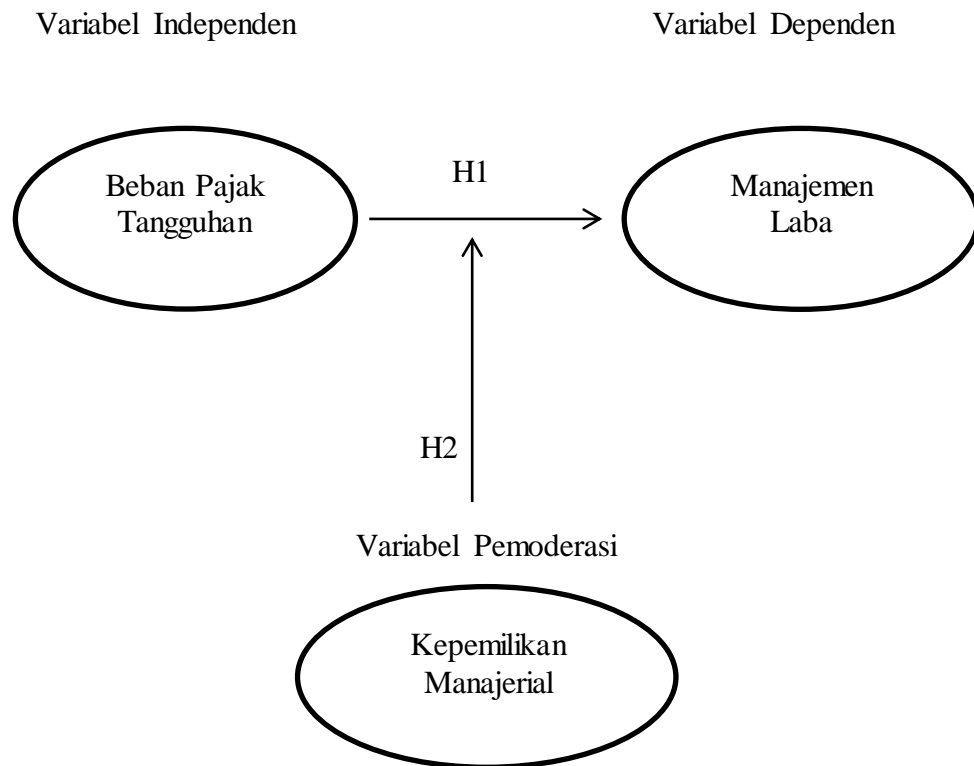 Variabel Independen
Variabel Dependen
Beban Pajak
Tangguhan
H1
Manajemen
Laba
H2
Variabel Pemoderasi
Kepemilikan
Manajerial